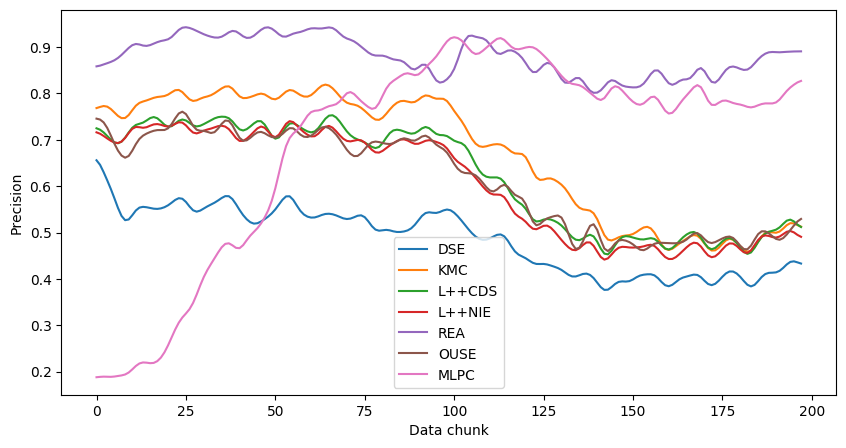 Precision
0.9
0.8
0.7
0.6
0.5
0.4
0.3
0.2
DSE
KMC
L++CDS
L++NIE
REA
OUSE
MLPC
0 25 50 75 100 125 150 175 200
Data chunk